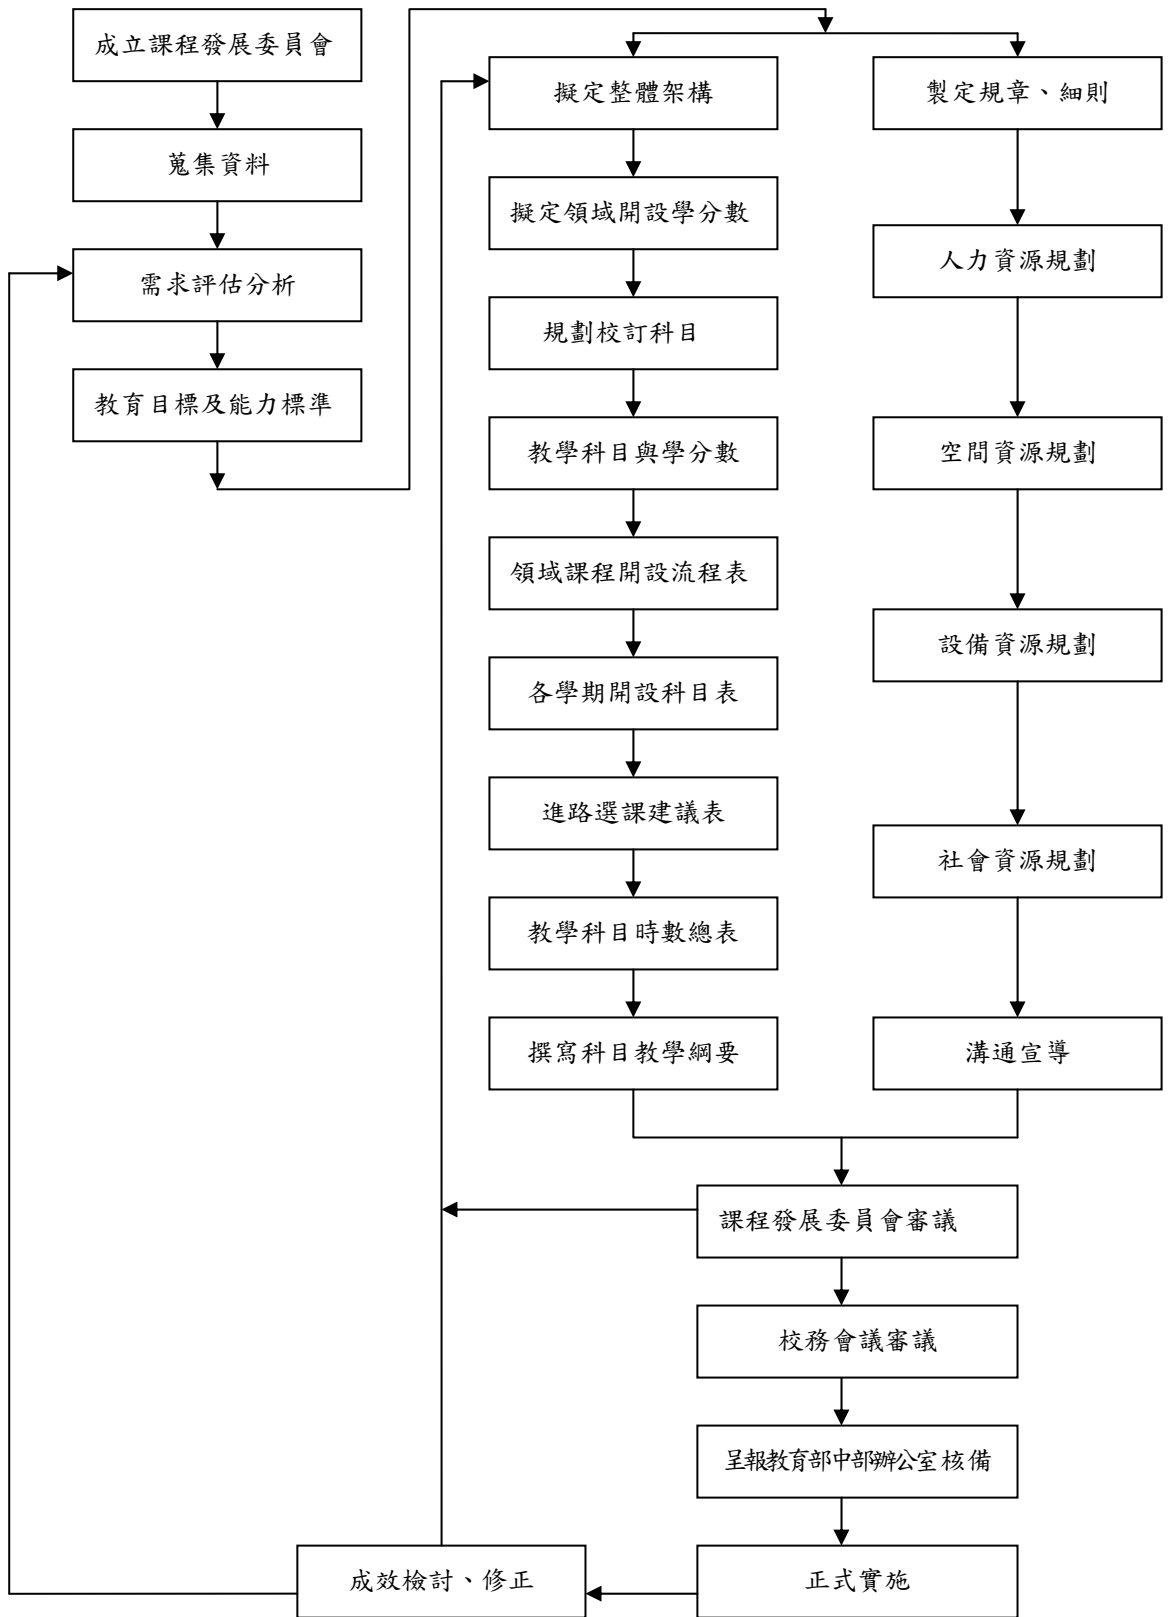 成立課程發展委員會
蒐集資料
需求評估分析
教育目標及能力標準
擬定整體架構
擬定領域開設學分數
規劃校訂科目
教學科目與學分數
領域課程開設流程表
各學期開設科目表
進路選課建議表
教學科目時數總表
撰寫科目教學綱要
製定規章、細則
人力資源規劃
空間資源規劃
設備資源規劃
社會資源規劃
溝通宣導
課程發展委員會審議
校務會議審議
呈報教育部中部辦公室核備
正式實施
成效檢討、修正